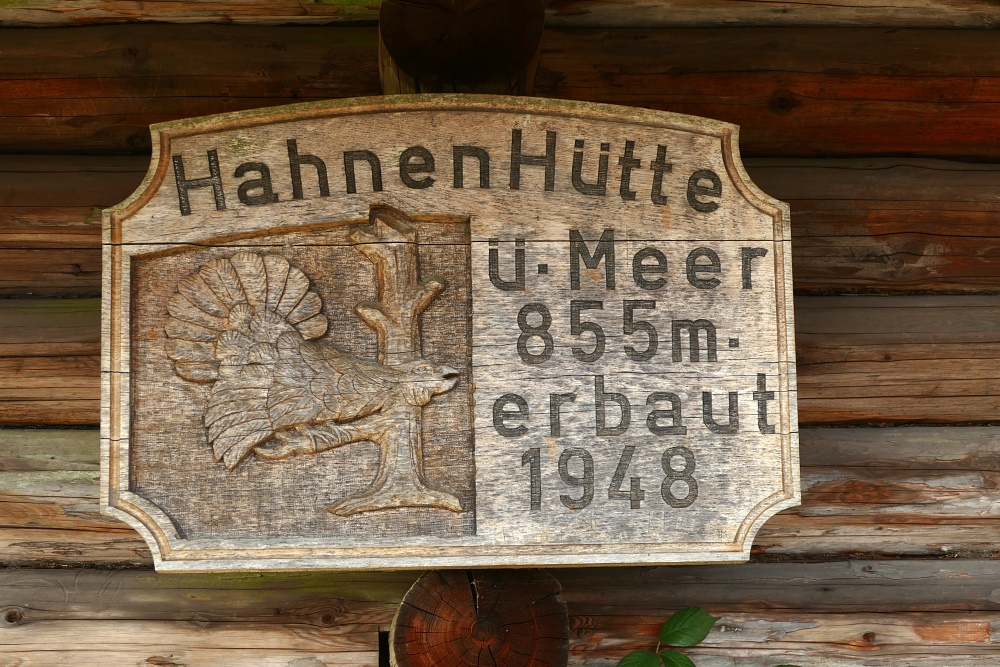 HahnenHütte
ü. Meer
855m.
erbaut
1948